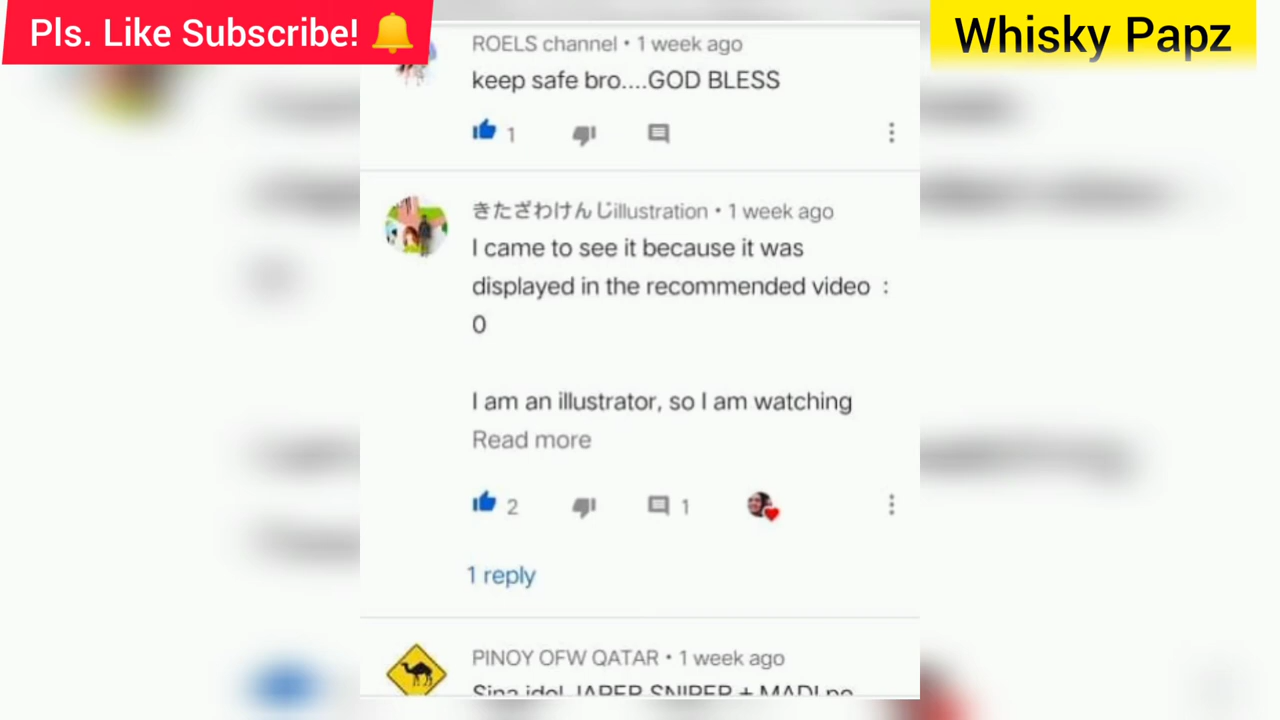 Pls. Like Subscribe!
Whisky Papz
ROELS channel • 1 week ago
keep safe bro....GOD BLESS
1
きたざわけんじillustration • 1 week ago
I came to see it because it was
displayed in the recommended video :
0
I am an illustrator, so I am watching
Read more
2
1
1 reply
PINOY OFW QATAR • 1 week ago